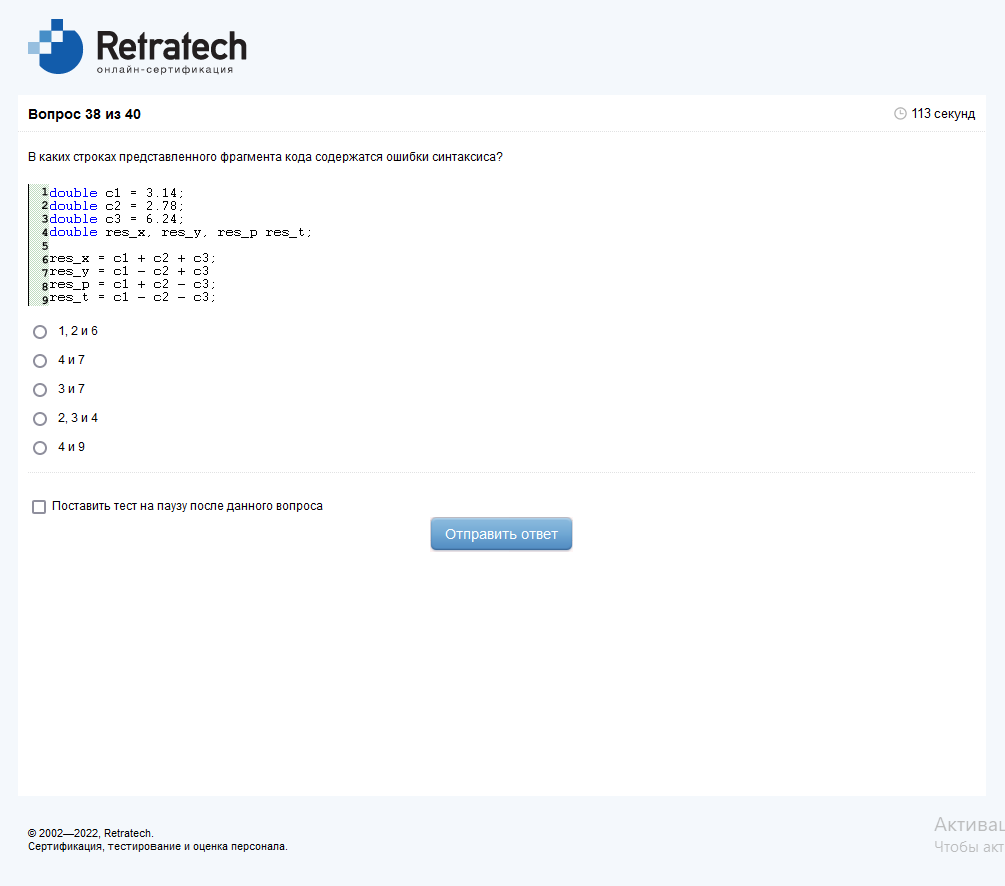 Retratech
онлайн-сертификация
Вопрос 38 из 40
113 секунд
В каких строках представленного фрагмента кода содержатся ошибки синтаксиса?
1 double c1 = 3.14;
2 double c2 = 2.78;
3 double c3 = 6.24;
4 double res_x, res_y, res_p res_t;
5
6 res_x = c1 + c2 + c3;
7 res_y = c1 - c2 + c3
8 res_p = c1 + c2 - c3;
9 res_t = c1 - c2 - c3;
1, 2 и 6
4 и 7
3 и 7
2, 3 и 4
4 и 9
Поставить тест на паузу после данного вопроса
Отправить ответ
© 2002—2022, Retratech.
Сертификация, тестирование и оценка персонала.
Активац
Чтобы акт